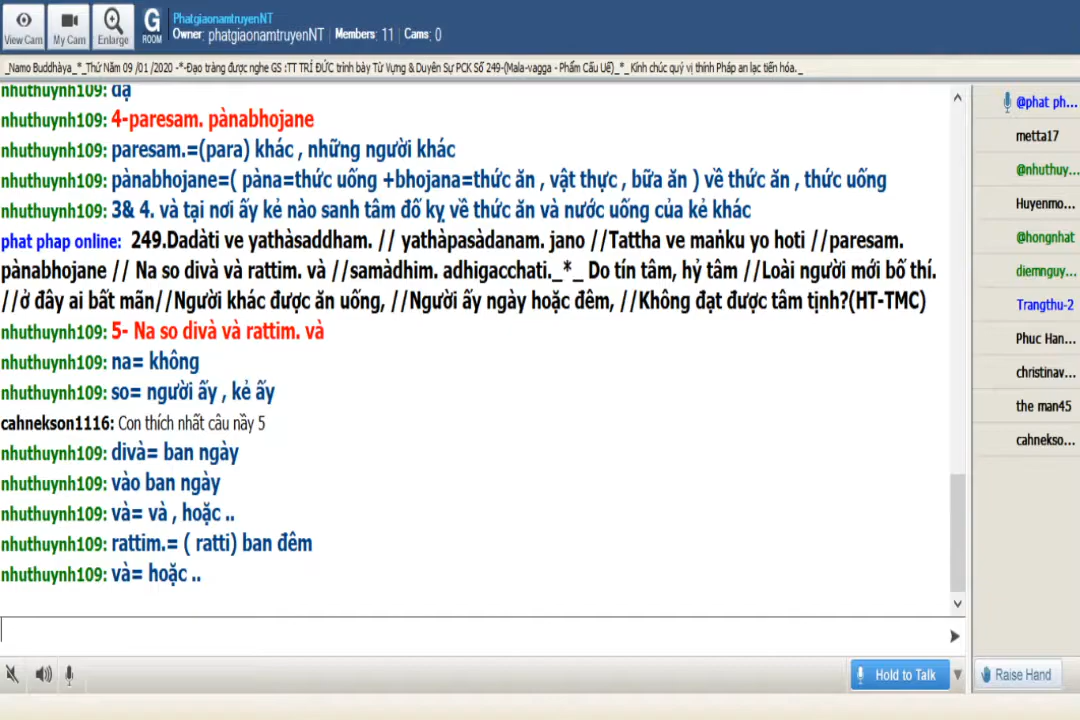 PhatgiaonamtruyenNT
View Cam My Cam Enlarge G ROOM Owner: phatgiaonamtruyenNT Members: 11 Cams: 0
_Namo Buddhàya_*_Thứ Năm 09 /01 /2020 -*-Đạo tràng được nghe GS :TT TRÍ ĐỨC trình bày Từ Vựng & Duyên Sự PCK Số 249-(Mala-vagga - Phẩm Cấu Uế)_*_ Kính chúc quý vị thính Pháp an lạc tiến hóa._
nhuthuynh109: dạ
nhuthuynh109: 4-paresam. pànabhojane
nhuthuynh109: paresam.=(para) khác , những người khác
nhuthuynh109: pànabhojane=( pàna=thức uống +bhojana=thức ăn , vật thực , bữa ăn ) về thức ăn , thức uống
nhuthuynh109: 3& 4. và tại nơi ấy kẻ nào sanh tâm đố kỵ về thức ăn và nước uống của kẻ khác
phat phap online: 249.Dadàti ve yathàsaddham. // yathàpasàdanam. jano //Tattha ve maṅku yo hoti //paresam.
pànabhojane // Na so divà và rattim. và //samàdhim. adhigacchati._*_ Do tín tâm, hỷ tâm //Loài người mới bố thí.
//ở đây ai bất mãn//Người khác được ăn uống, //Người ấy ngày hoặc đêm, //Không đạt được tâm tịnh?(HT-TMC)
nhuthuynh109: 5- Na so divà và rattim. và
nhuthuynh109: na= không
nhuthuynh109: so= người ấy , kẻ ấy
cahnekson1116: Con thích nhất câu nầy 5
nhuthuynh109: divà= ban ngày
nhuthuynh109: vào ban ngày
nhuthuynh109: và= và , hoặc ..
nhuthuynh109: rattim.= ( ratti) ban đêm
nhuthuynh109: và= hoặc ..
@phat ph...
metta17
@nhuthuy...
Huyenmo...
@hongnhat
diemnguy...
Trangthu-2
Phuc Han...
christinav...
the man45
cahnekso...
Hold to Talk
Raise Hand